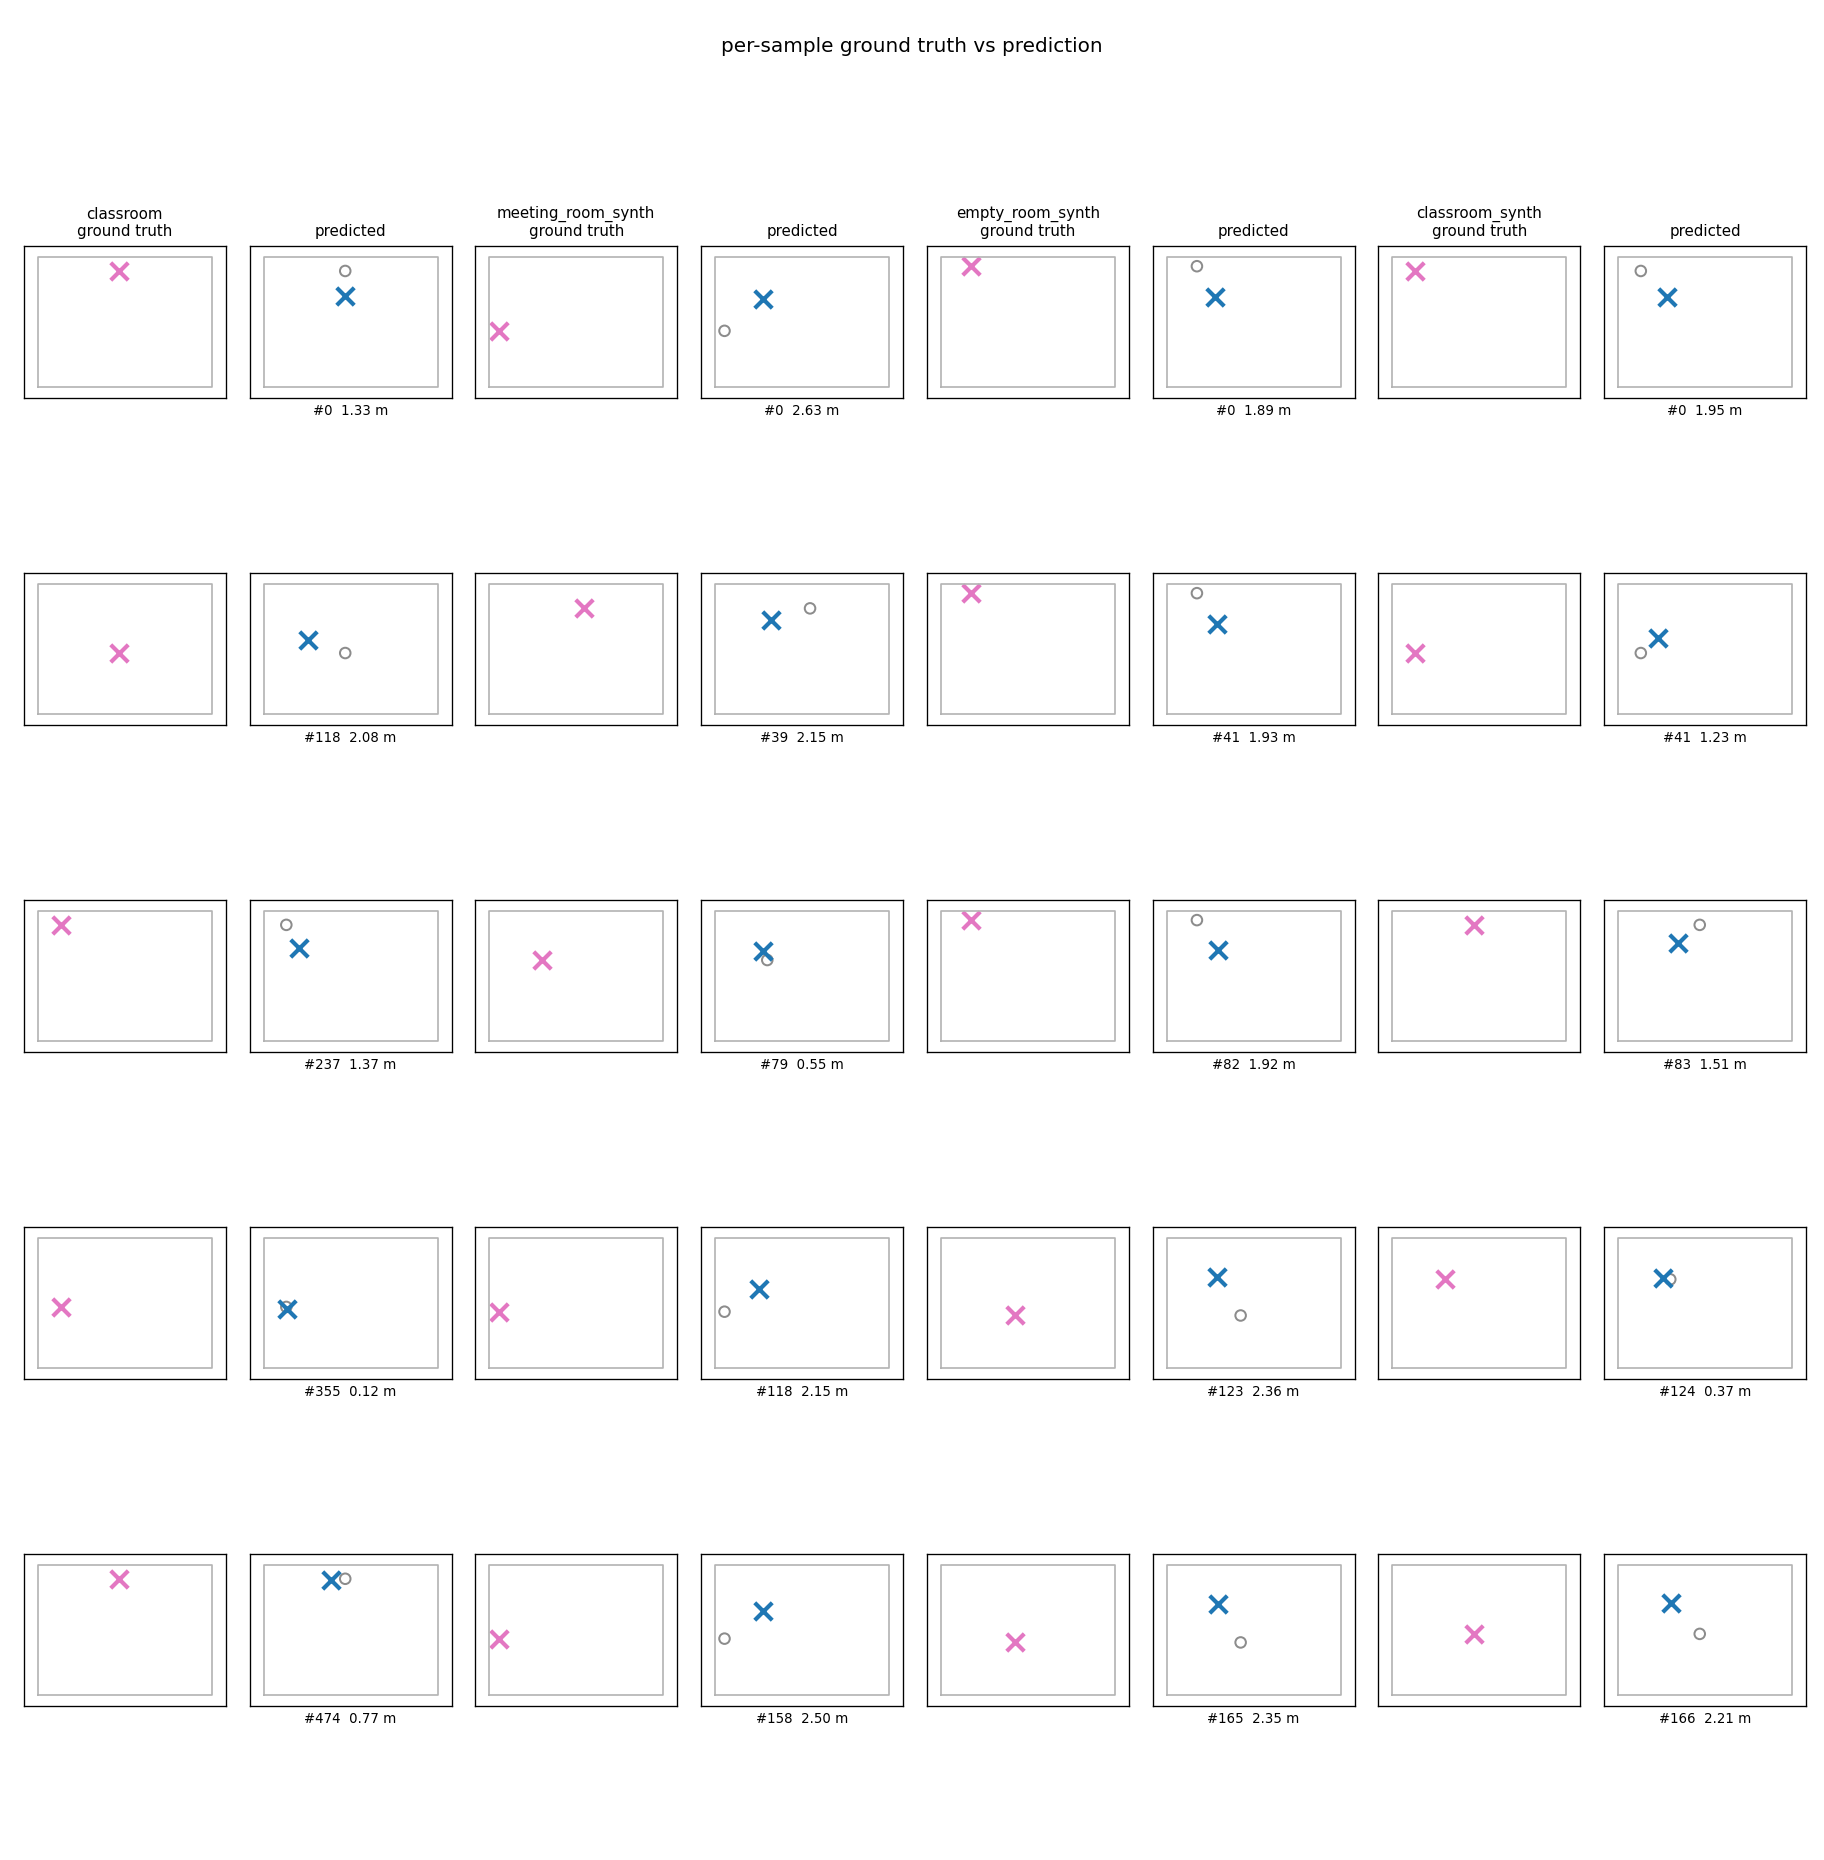 per-sample ground truth vs prediction
classroom
ground truth
predicted
meeting_room_synth
ground truth
predicted
empty_room_synth
ground truth
predicted
classroom_synth
ground truth
predicted
#0  1.33 m
#0  2.63 m
#0  1.89 m
#0  1.95 m
#118  2.08 m
#39  2.15 m
#41  1.93 m
#41  1.23 m
#237  1.37 m
#79  0.55 m
#82  1.92 m
#83  1.51 m
#355  0.12 m
#118  2.15 m
#123  2.36 m
#124  0.37 m
#474  0.77 m
#158  2.50 m
#165  2.35 m
#166  2.21 m